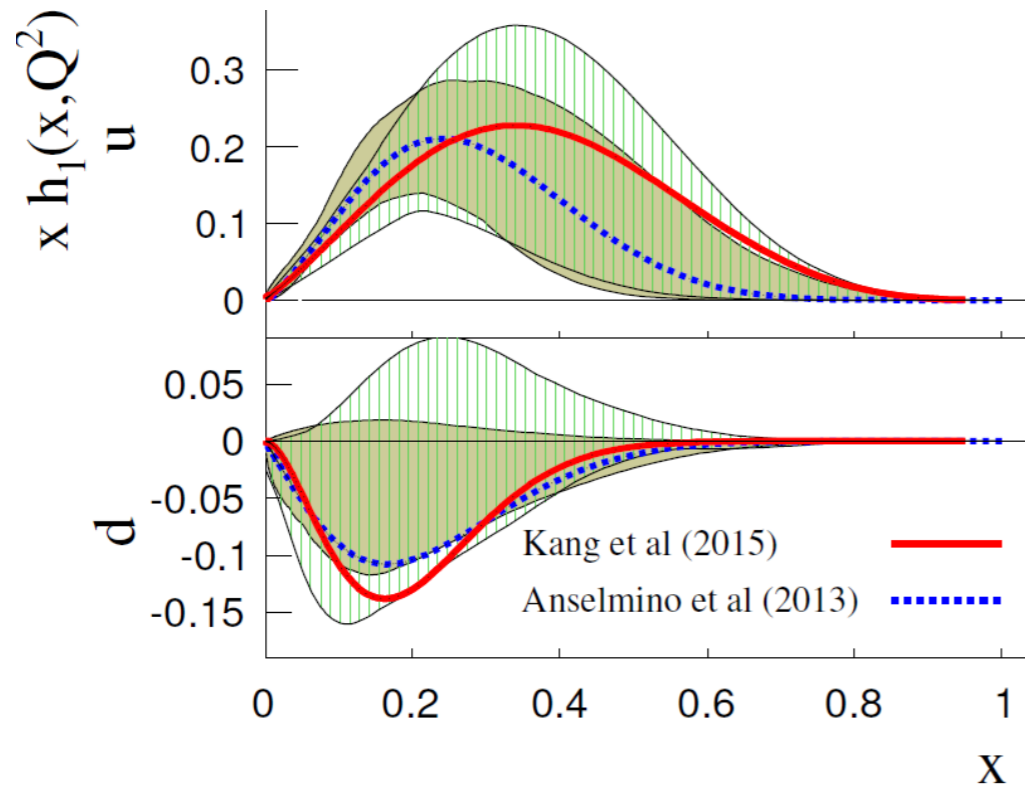 x h₁(x,Q²)
u
0.3
0.2
0.1
0
d
0.05
0
-0.05
-0.1
-0.15
Kang et al (2015)
Anselmino et al (2013)
0 0.2 0.4 0.6 0.8 1
x